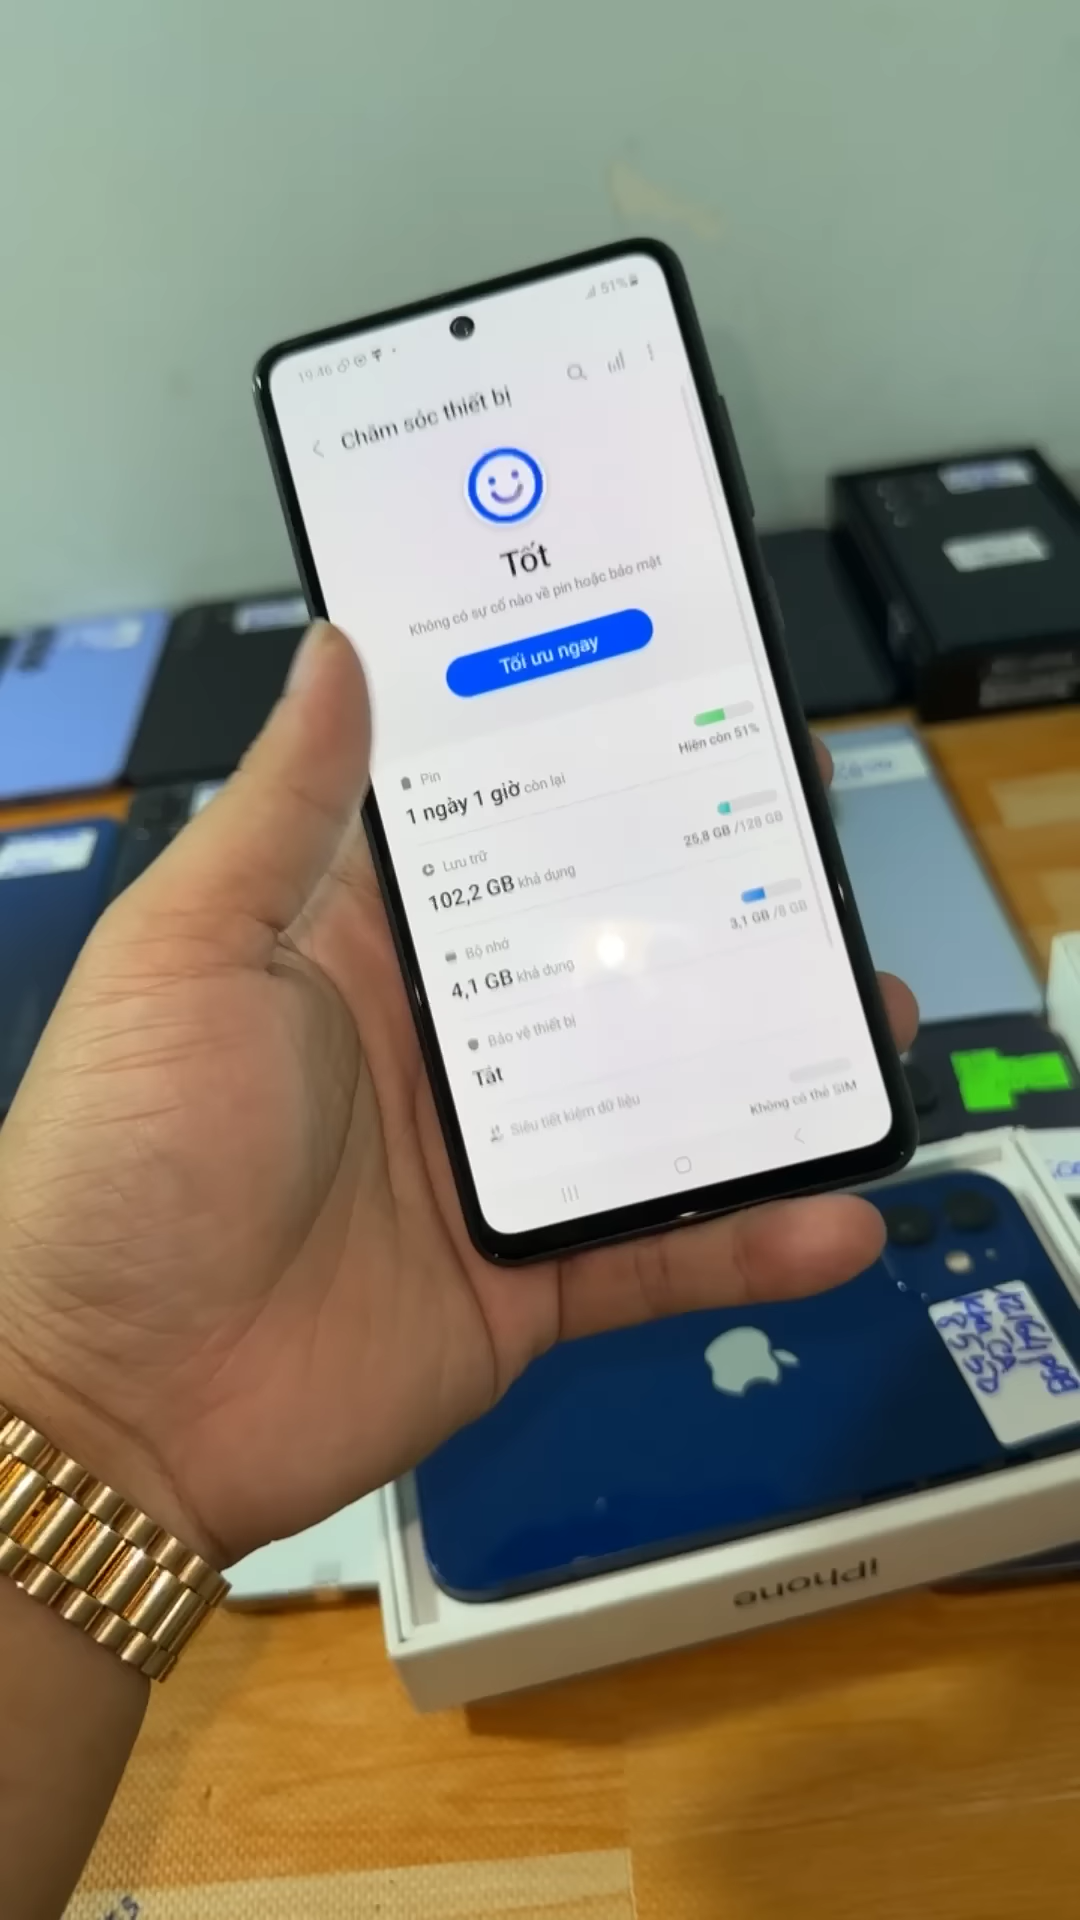 19:46
51%
Chăm sóc thiết bị
Tốt
Không có sự cố nào về pin hoặc bảo mật
Tối ưu ngay
Pin
1 ngày 1 giờ còn lại
Hiện còn 51%
Lưu trữ
102,2 GB khả dụng
25,8 GB /128 GB
Bộ nhớ
4,1 GB khả dụng
3,1 GB /8 GB
Bảo vệ thiết bị
Tắt
Siêu tiết kiệm dữ liệu
Không có thẻ SIM
iPhone